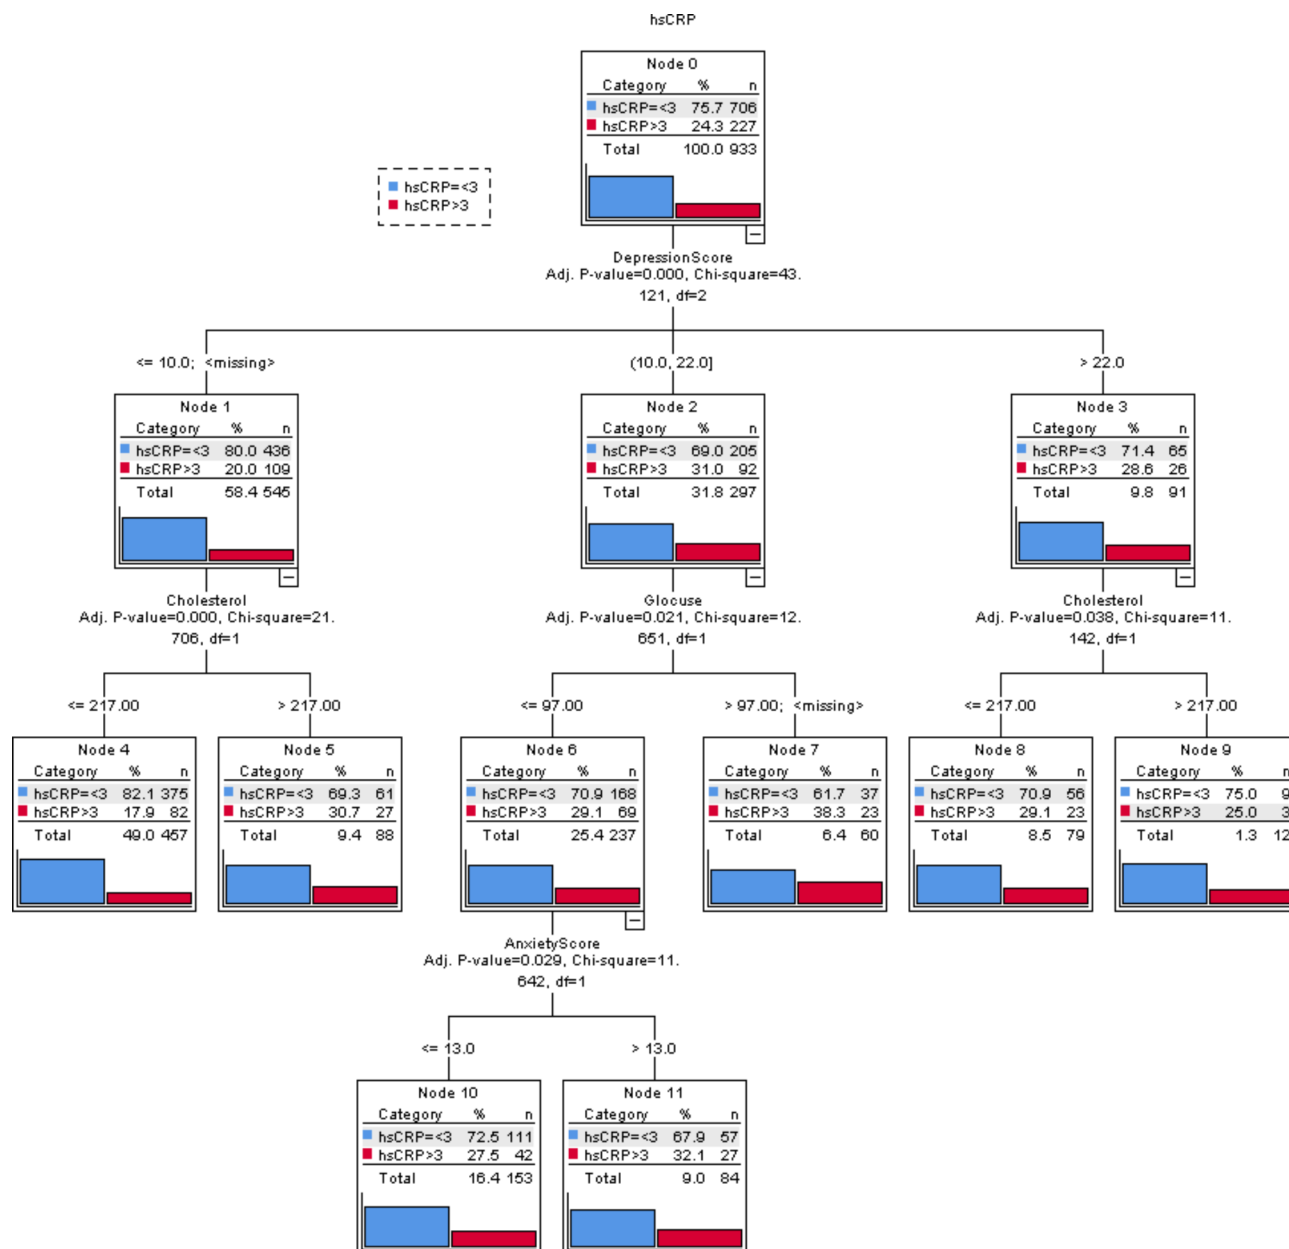 hsCRP
Node 0
Category % n
hsCRP=<3 75.7 706
hsCRP>3 24.3 227
Total 100.0 933
hsCRP=<3
hsCRP>3
DepressionScore
Adj. P-value=0.000, Chi-square=43.
121, df=2
<= 10.0; <missing>
(10.0, 22.0]
> 22.0
Node 1
Category % n
hsCRP=<3 80.0 436
hsCRP>3 20.0 109
Total 58.4 545
Node 2
Category % n
hsCRP=<3 69.0 205
hsCRP>3 31.0 92
Total 31.8 297
Node 3
Category % n
hsCRP=<3 71.4 65
hsCRP>3 28.6 26
Total 9.8 91
Cholesterol
Adj. P-value=0.000, Chi-square=21.
706, df=1
Glocuse
Adj. P-value=0.021, Chi-square=12.
651, df=1
Cholesterol
Adj. P-value=0.038, Chi-square=11.
142, df=1
<= 217.00
> 217.00
<= 97.00
> 97.00; <missing>
<= 217.00
> 217.00
Node 4
Category % n
hsCRP=<3 82.1 375
hsCRP>3 17.9 82
Total 49.0 457
Node 5
Category % n
hsCRP=<3 69.3 61
hsCRP>3 30.7 27
Total 9.4 88
Node 6
Category % n
hsCRP=<3 70.9 168
hsCRP>3 29.1 69
Total 25.4 237
Node 7
Category % n
hsCRP=<3 61.7 37
hsCRP>3 38.3 23
Total 6.4 60
Node 8
Category % n
hsCRP=<3 70.9 56
hsCRP>3 29.1 23
Total 8.5 79
Node 9
Category % n
hsCRP=<3 75.0 9
hsCRP>3 25.0 3
Total 1.3 12
AnxietyScore
Adj. P-value=0.029, Chi-square=11.
642, df=1
<= 13.0
> 13.0
Node 10
Category % n
hsCRP=<3 72.5 111
hsCRP>3 27.5 42
Total 16.4 153
Node 11
Category % n
hsCRP=<3 67.9 57
hsCRP>3 32.1 27
Total 9.0 84